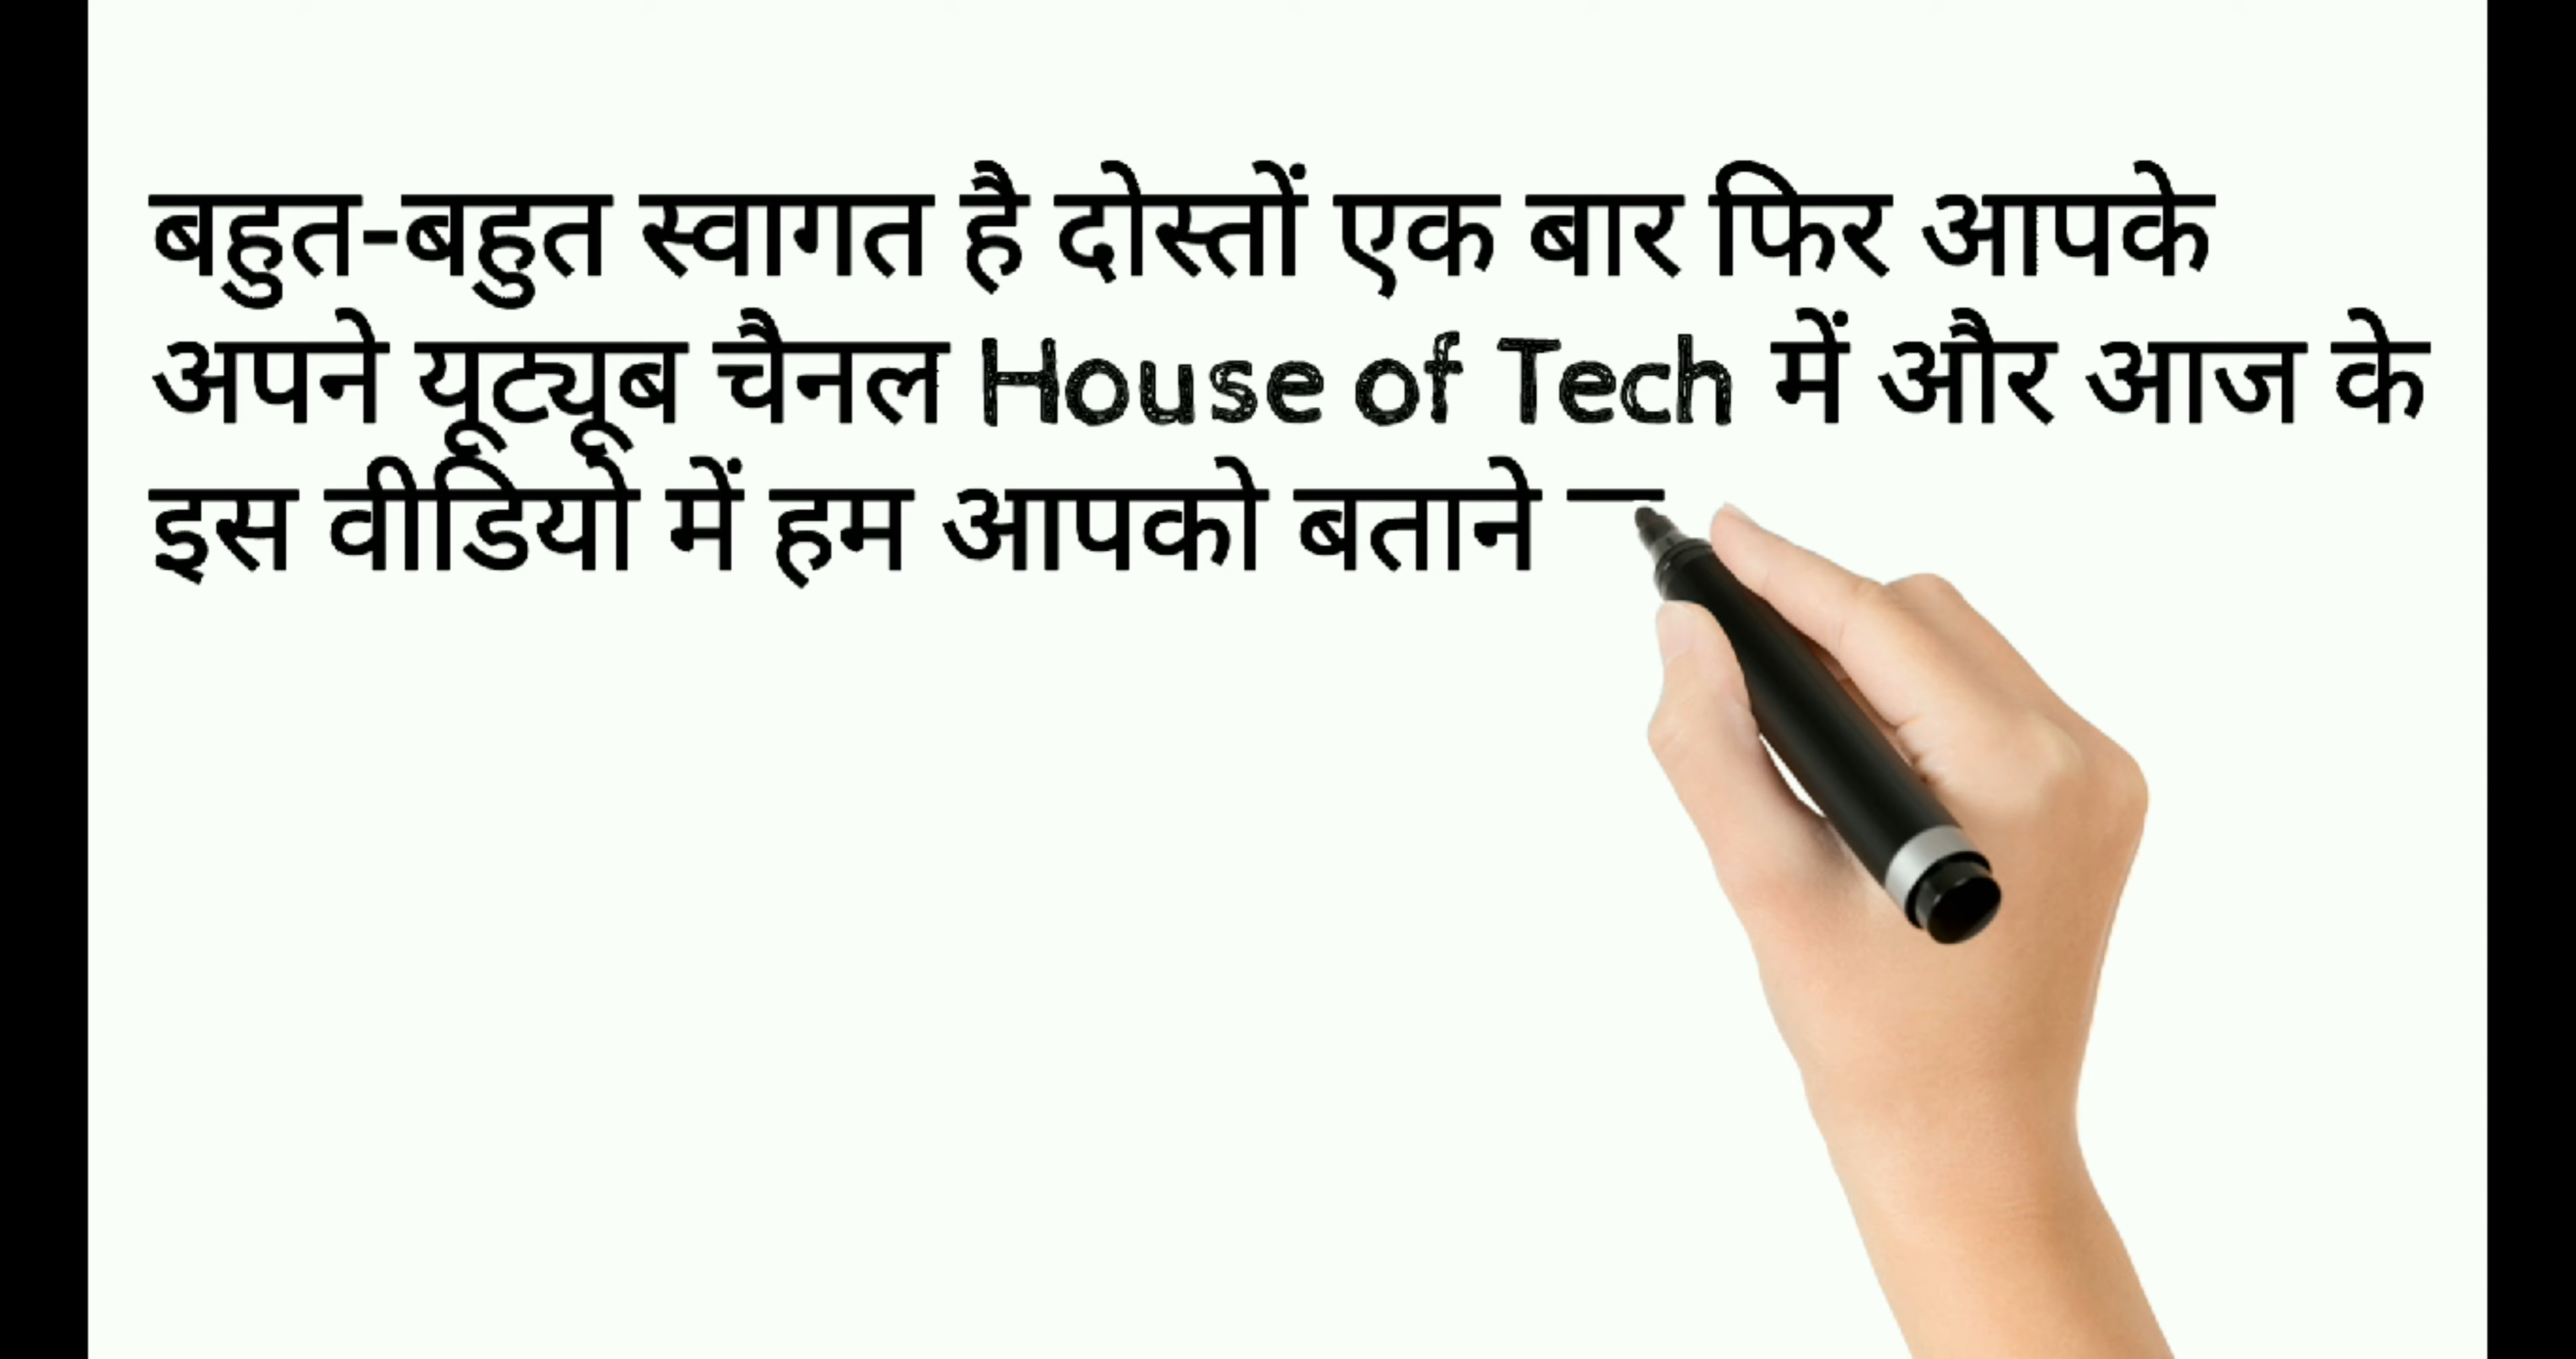 बहुत-बहुत स्वागत है दोस्तों एक बार फिर आपके
अपने यूट्यूब चैनल House of Tech में और आज के
इस वीडियो में हम आपको बताने